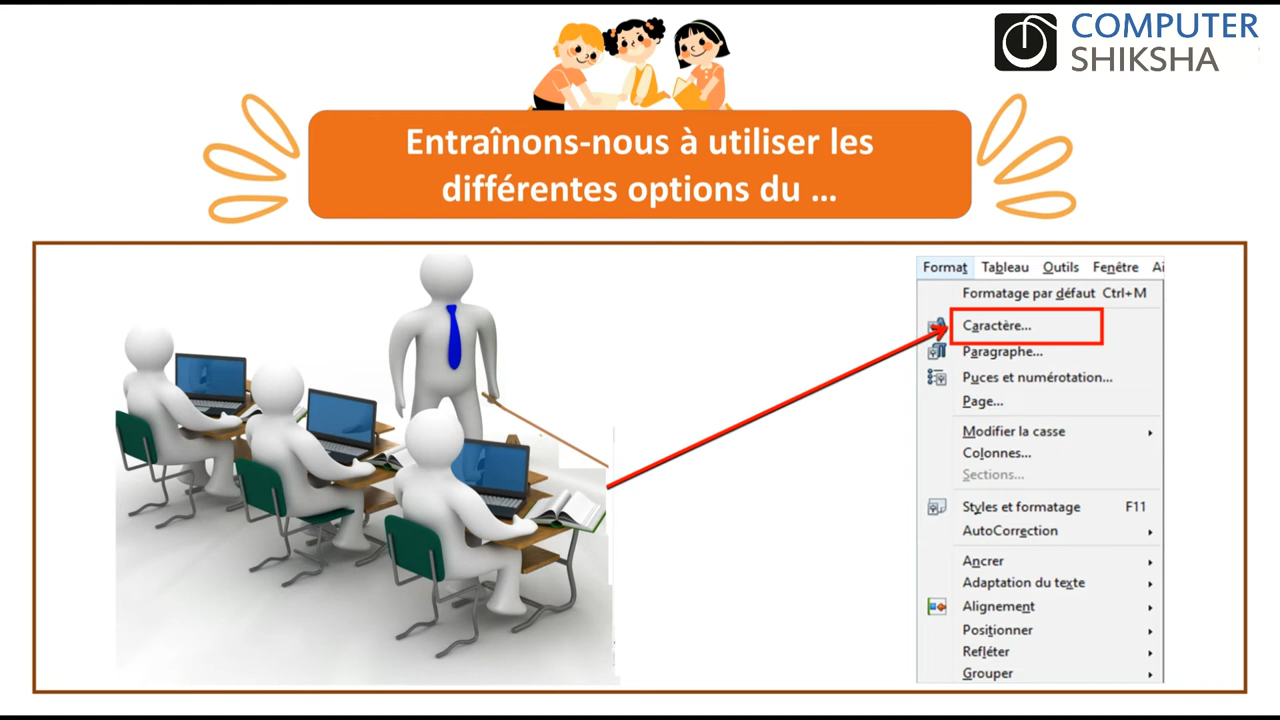 COMPUTER
SHIKSHA
Entraînons-nous à utiliser les
différentes options du ...
Format Tableau Outils Fenêtre Ai
Formatage par défaut Ctrl+M
Caractère...
Paragraphe...
Puces et numérotation...
Page...
Modifier la casse
Colonnes...
Sections...
Styles et formatage F11
AutoCorrection
Ancrer
Adaptation du texte
Alignement
Positionner
Refléter
Grouper